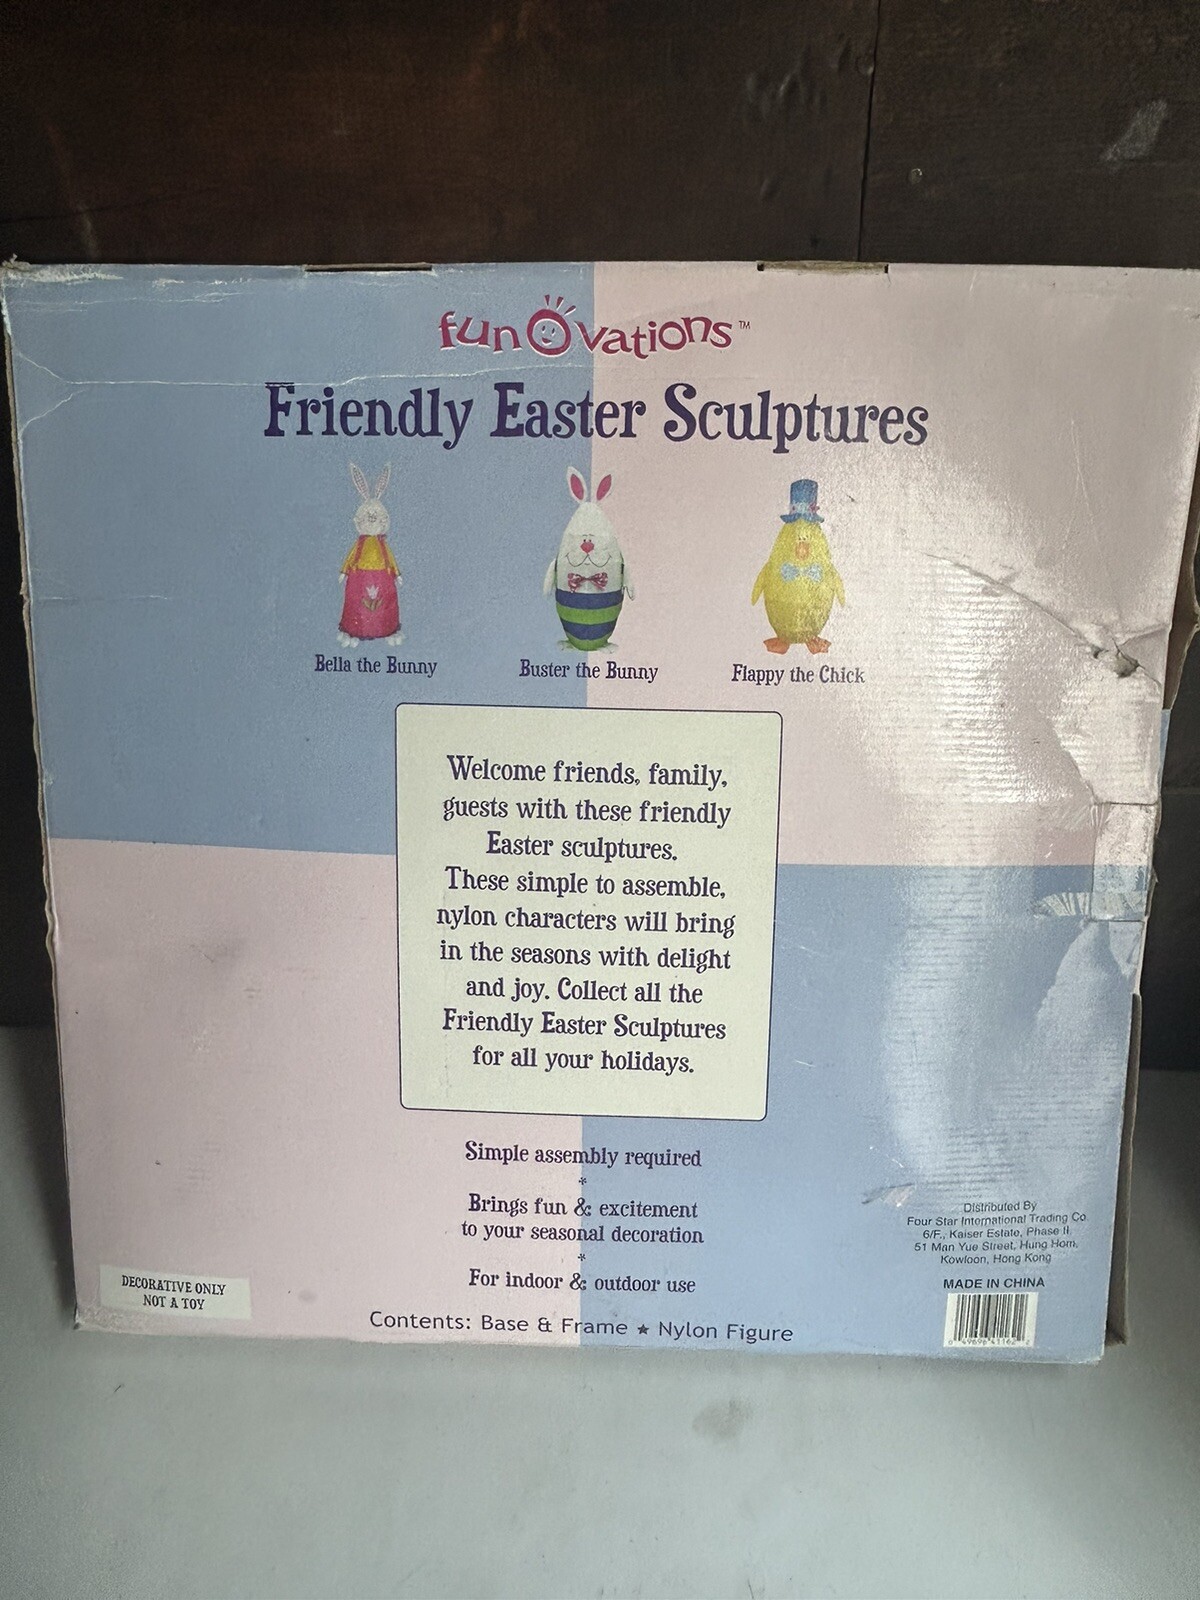 funOvations™
Friendly Easter Sculptures
Bella the Bunny
Buster the Bunny
Flappy the Chick
Welcome friends, family,
guests with these friendly
Easter sculptures.
These simple to assemble,
nylon characters will bring
in the seasons with delight
and joy. Collect all the
Friendly Easter Sculptures
for all your holidays.
Simple assembly required
*
Brings fun & excitement
to your seasonal decoration
*
For indoor & outdoor use
Contents: Base & Frame ★ Nylon Figure
DECORATIVE ONLY
NOT A TOY
Distributed By
Four Star International Trading Co.
6/F., Kaiser Estate, Phase II,
51 Man Yue Street, Hung Hom,
Kowloon, Hong Kong
MADE IN CHINA